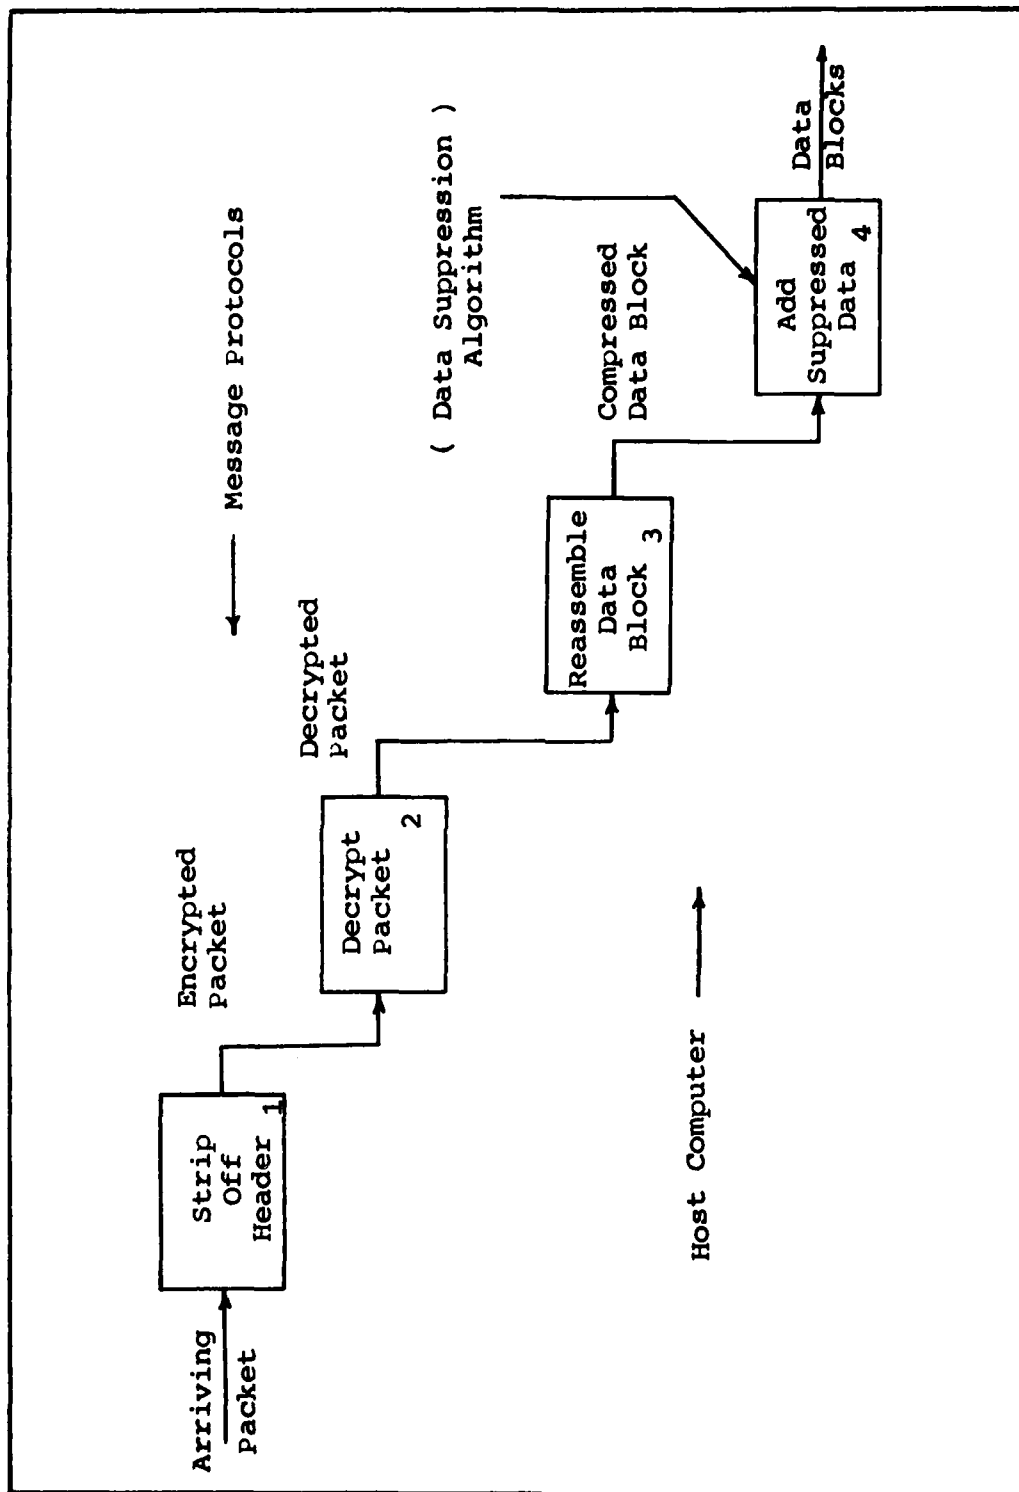 Arriving
Packet
Strip
Off
Header 1
Encrypted
Packet
Decrypt
Packet
2
Decrypted
Packet
Message Protocols
Reassemble
Data
Block 3
Compressed
Data Block
( Data Suppression )
Algorithm
Add
Suppressed
Data 4
Data
Blocks
Host Computer